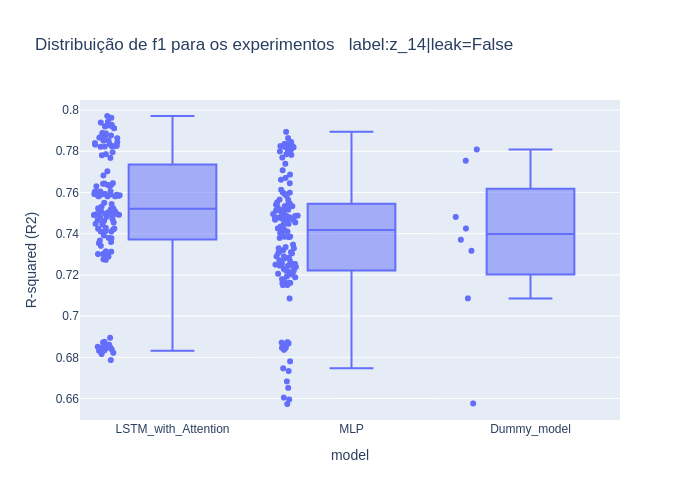 Distribuição de f1 para os experimentos   label:z_14|leak=False
0.8
0.78
0.76
0.74
0.72
0.7
0.68
0.66
R-squared (R2)
LSTM_with_Attention
MLP
Dummy_model
model